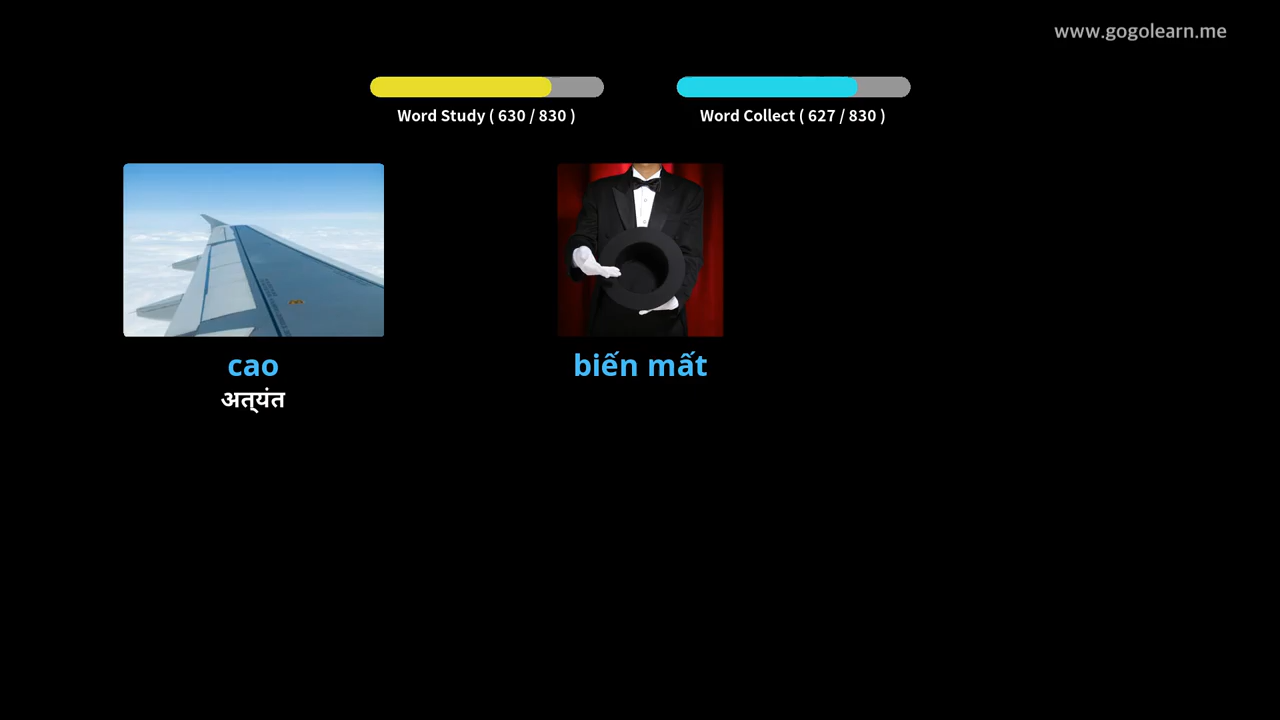 www.gogolearn.me
Word Study ( 630 / 830 )
Word Collect ( 627 / 830 )
cao
अत्यंत
biến mất